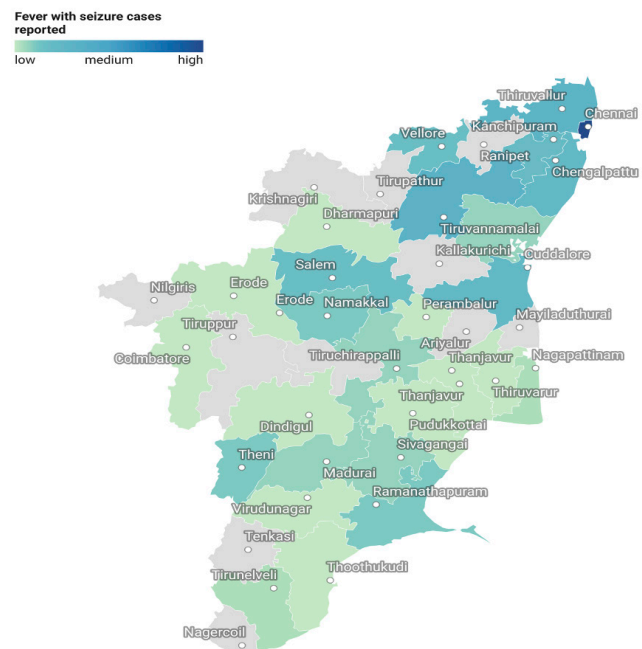 Fever with seizure cases
reported
low medium high
Thiruvallur
Chennai
Kanchipuram
Vellore
Ranipet
Chengalpattu
Tirupathur
Krishnagiri
Dharmapuri
Tiruvannamalai
Kallakurichi
Cuddalore
Salem
Nilgiris
Erode
Erode
Namakkal
Perambalur
Mayiladuthurai
Tiruppur
Ariyalur
Coimbatore
Tiruchirappalli
Thanjavur
Nagapattinam
Thanjavur
Thiruvarur
Dindigul
Pudukkottai
Theni
Sivagangai
Madurai
Ramanathapuram
Virudunagar
Tenkasi
Tirunelveli
Thoothukudi
Nagercoil